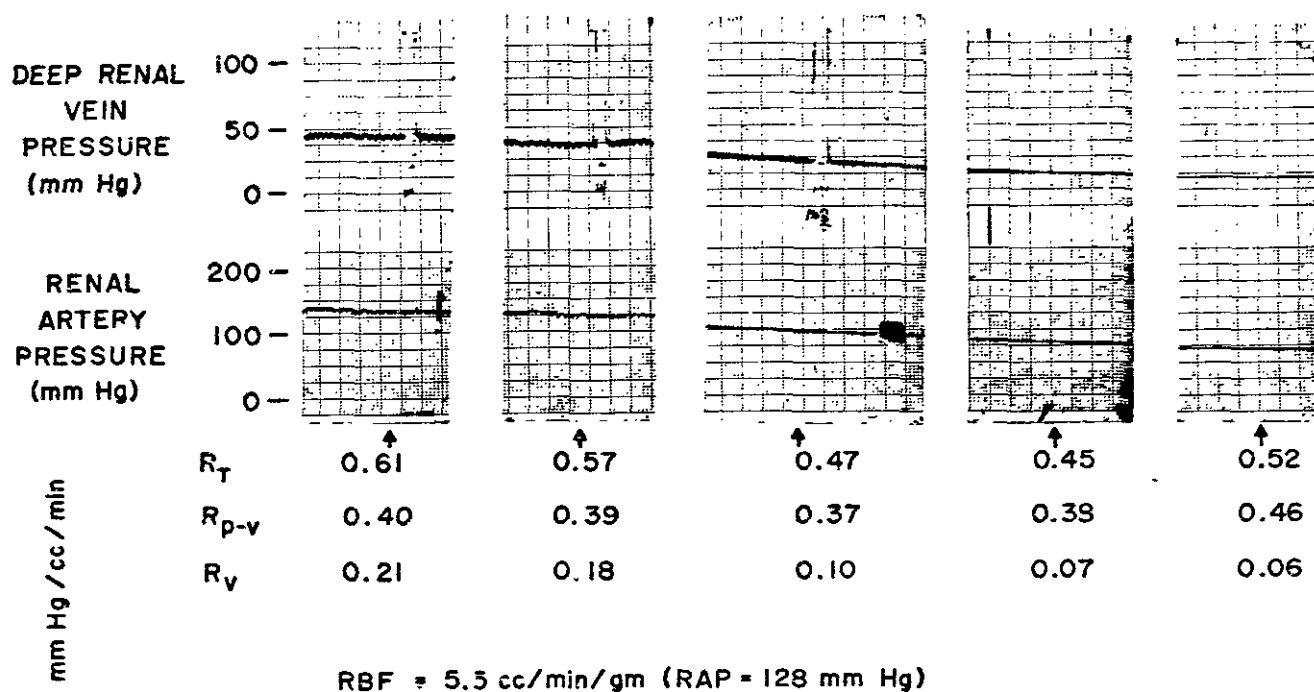 DEEP RENAL VEIN PRESSURE (mm Hg)
100
50
0
RENAL ARTERY PRESSURE (mm Hg)
200
100
0
R_T 0.61 0.57 0.47 0.45 0.52
R_p-v 0.40 0.39 0.37 0.38 0.46
R_v 0.21 0.18 0.10 0.07 0.06
mm Hg/cc/min
RBF = 5.3 cc/min/gm (RAP = 128 mm Hg)